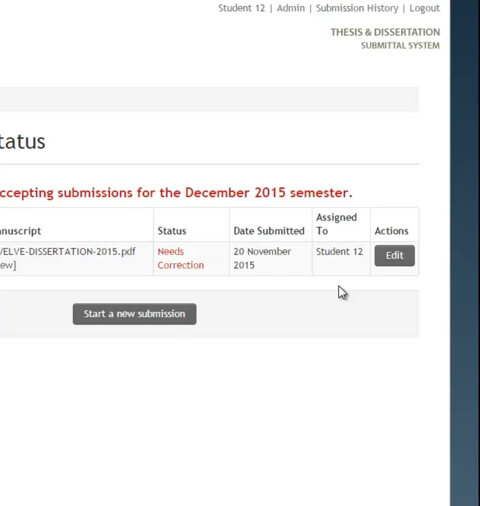 Student 12 | Admin | Submission History | Logout
THESIS & DISSERTATION
SUBMITTAL SYSTEM
tatus
ccepting submissions for the December 2015 semester.
anuscript Status Date Submitted Assigned To Actions
VELVE-DISSERTATION-2015.pdf Needs 20 November Student 12 Edit
ew] Correction 2015
Start a new submission